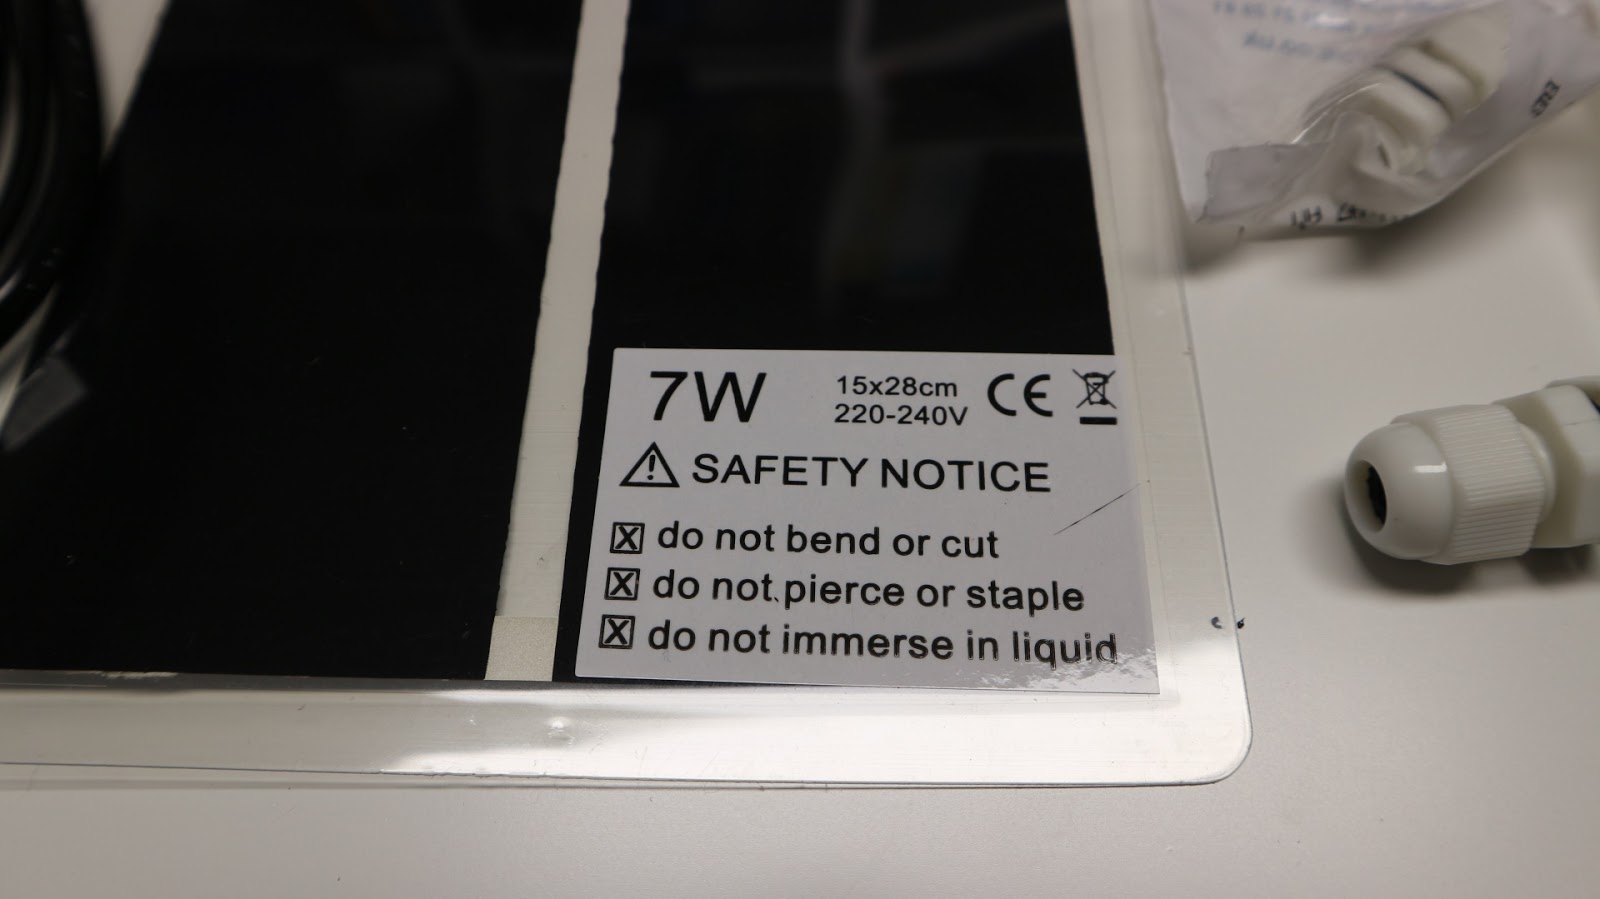 7W
15x28cm
220-240V
CE
SAFETY NOTICE
do not bend or cut
do not pierce or staple
do not immerse in liquid